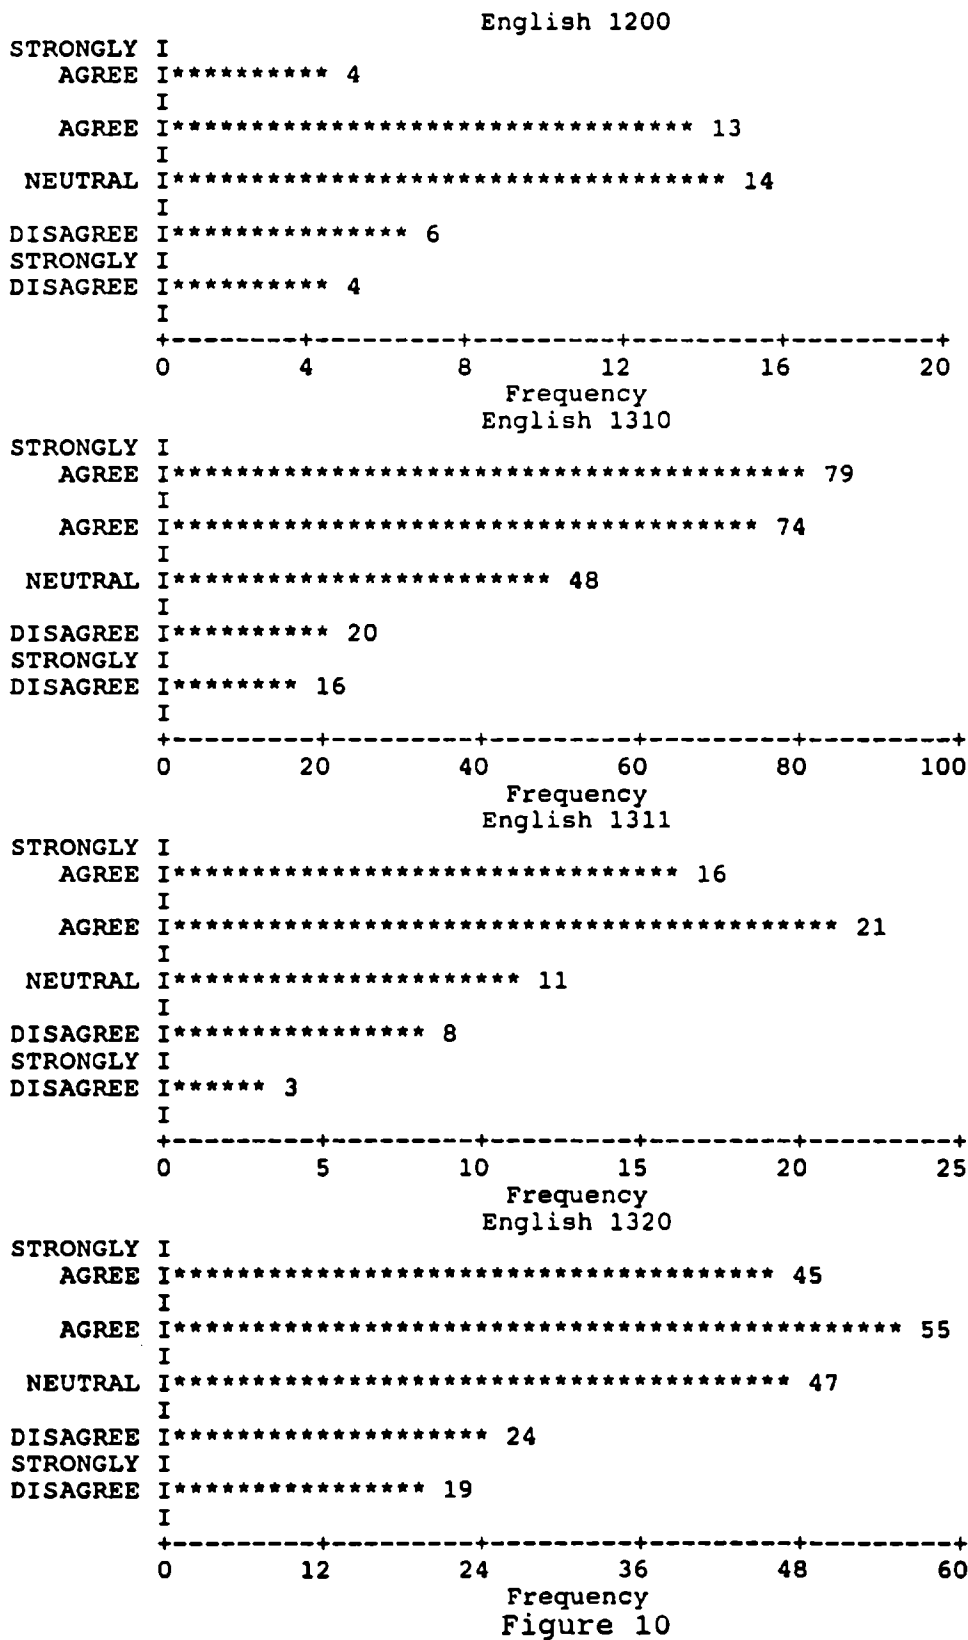 English 1200
STRONGLY I
AGREE I********** 4
I
AGREE I********************************* 13
I
NEUTRAL I*********************************** 14
I
DISAGREE I*************** 6
STRONGLY I
DISAGREE I********** 4
I
+--------+---------+---------+---------+---------+
0 4 8 12 16 20
Frequency
English 1310
STRONGLY I
AGREE I**************************************** 79
I
AGREE I************************************* 74
I
NEUTRAL I************************ 48
I
DISAGREE I********** 20
STRONGLY I
DISAGREE I******** 16
I
+---------+---------+---------+---------+---------+
0 20 40 60 80 100
Frequency
English 1311
STRONGLY I
AGREE I******************************** 16
I
AGREE I****************************************** 21
I
NEUTRAL I********************** 11
I
DISAGREE I**************** 8
STRONGLY I
DISAGREE I****** 3
I
+---------+---------+---------+---------+---------+
0 5 10 15 20 25
Frequency
English 1320
STRONGLY I
AGREE I************************************** 45
I
AGREE I********************************************** 55
I
NEUTRAL I*************************************** 47
I
DISAGREE I******************** 24
STRONGLY I
DISAGREE I**************** 19
I
+---------+---------+---------+---------+---------+
0 12 24 36 48 60
Frequency
Figure 10